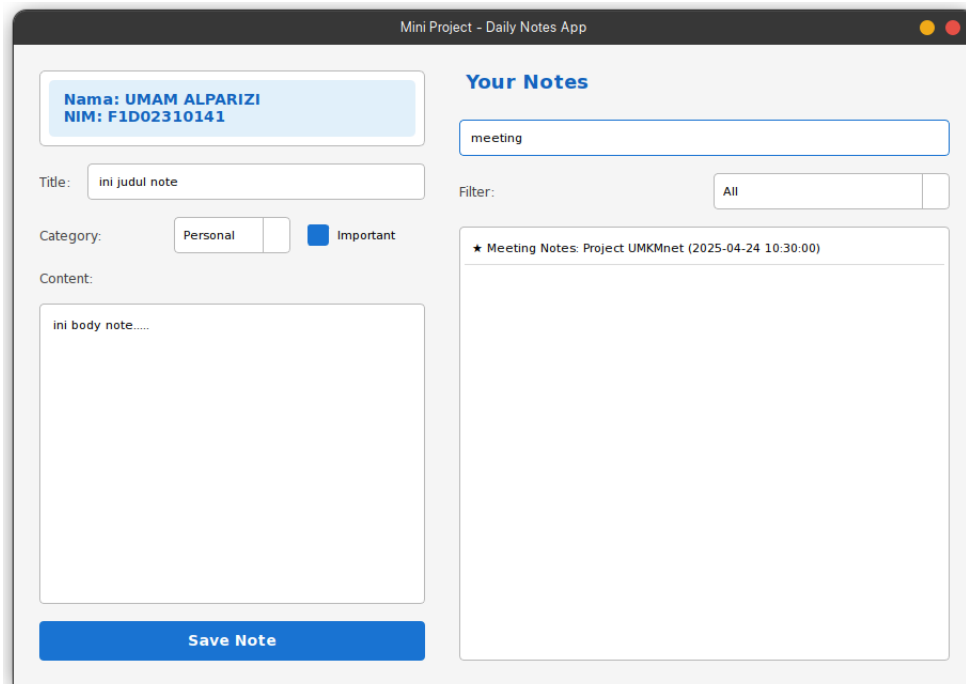 Mini Project - Daily Notes App
Nama: UMAM ALPARIZI
NIM: F1D02310141
Title:
ini judul note
Category:
Personal
Important
Content:
ini body note.....
Save Note
Your Notes
meeting
Filter:
All
★ Meeting Notes: Project UMKMnet (2025-04-24 10:30:00)